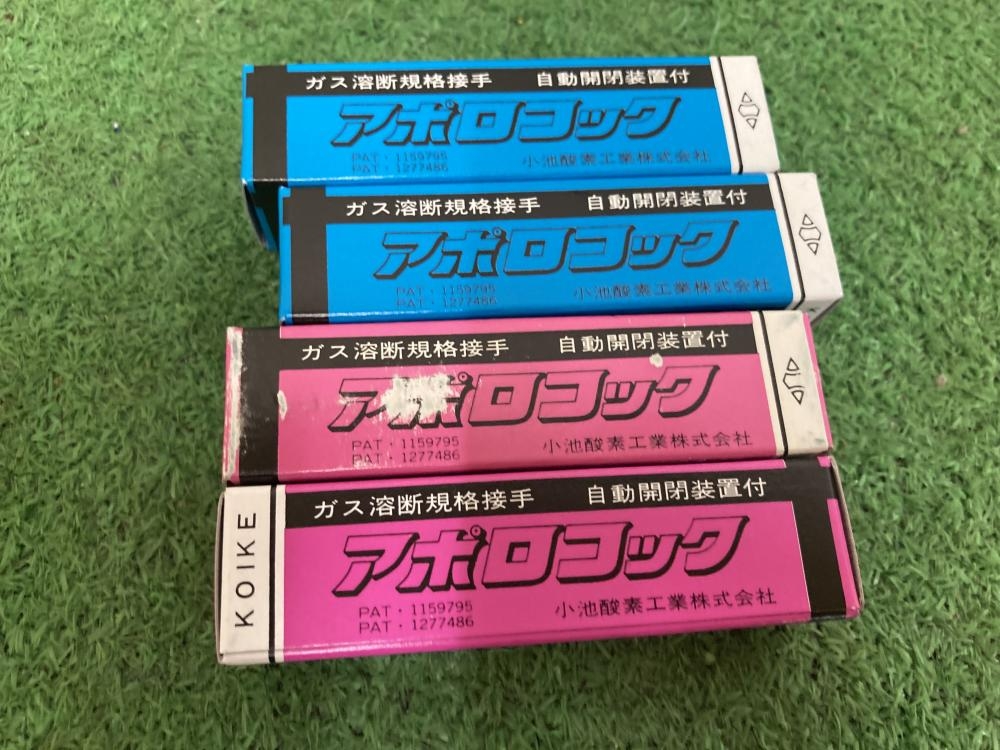 ガス溶断規格接手 自動開閉装置付
アポロコック
PAT・1159795
PAT・1277486
小池酸素工業株式会社
ガス溶断規格接手 自動開閉装置付
アポロコック
PAT・1159795
PAT・1277486
小池酸素工業株式会社
ガス溶断規格接手 自動開閉装置付
アポロコック
PAT・1159795
PAT・1277486
小池酸素工業株式会社
KOIKE
ガス溶断規格接手 自動開閉装置付
アポロコック
PAT・1159795
PAT・1277486
小池酸素工業株式会社